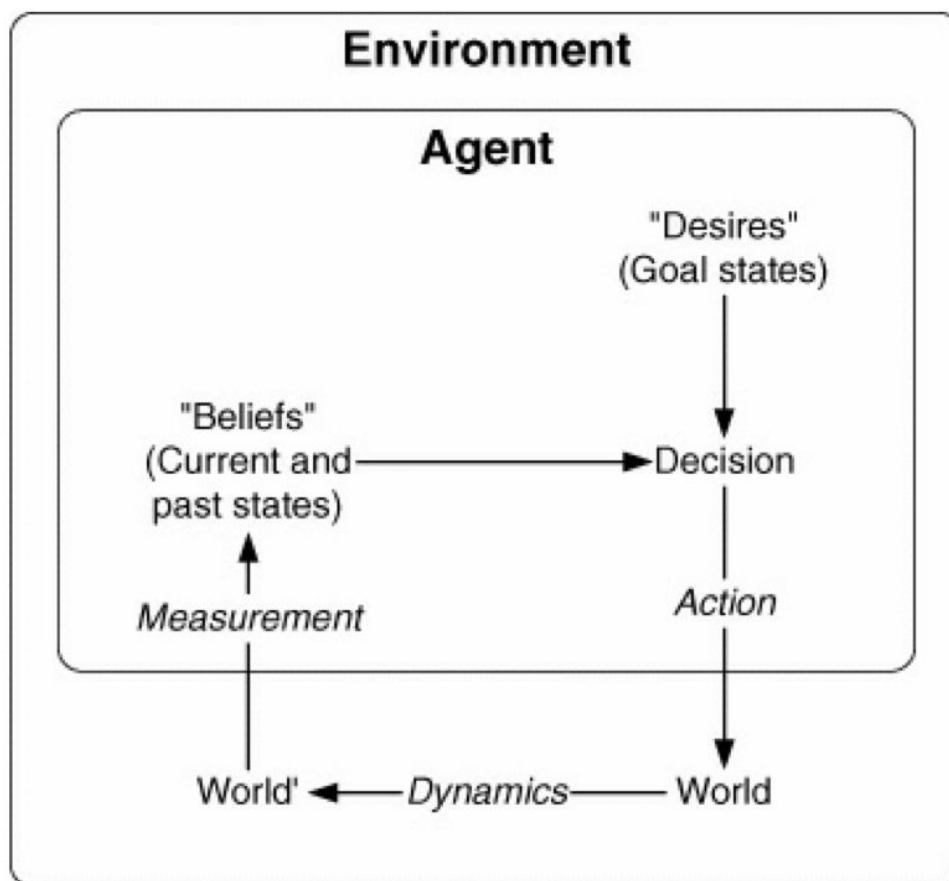 Environment
Agent
"Desires"
(Goal states)
"Beliefs"
(Current and
past states)
Decision
Measurement
Action
World'
Dynamics
World